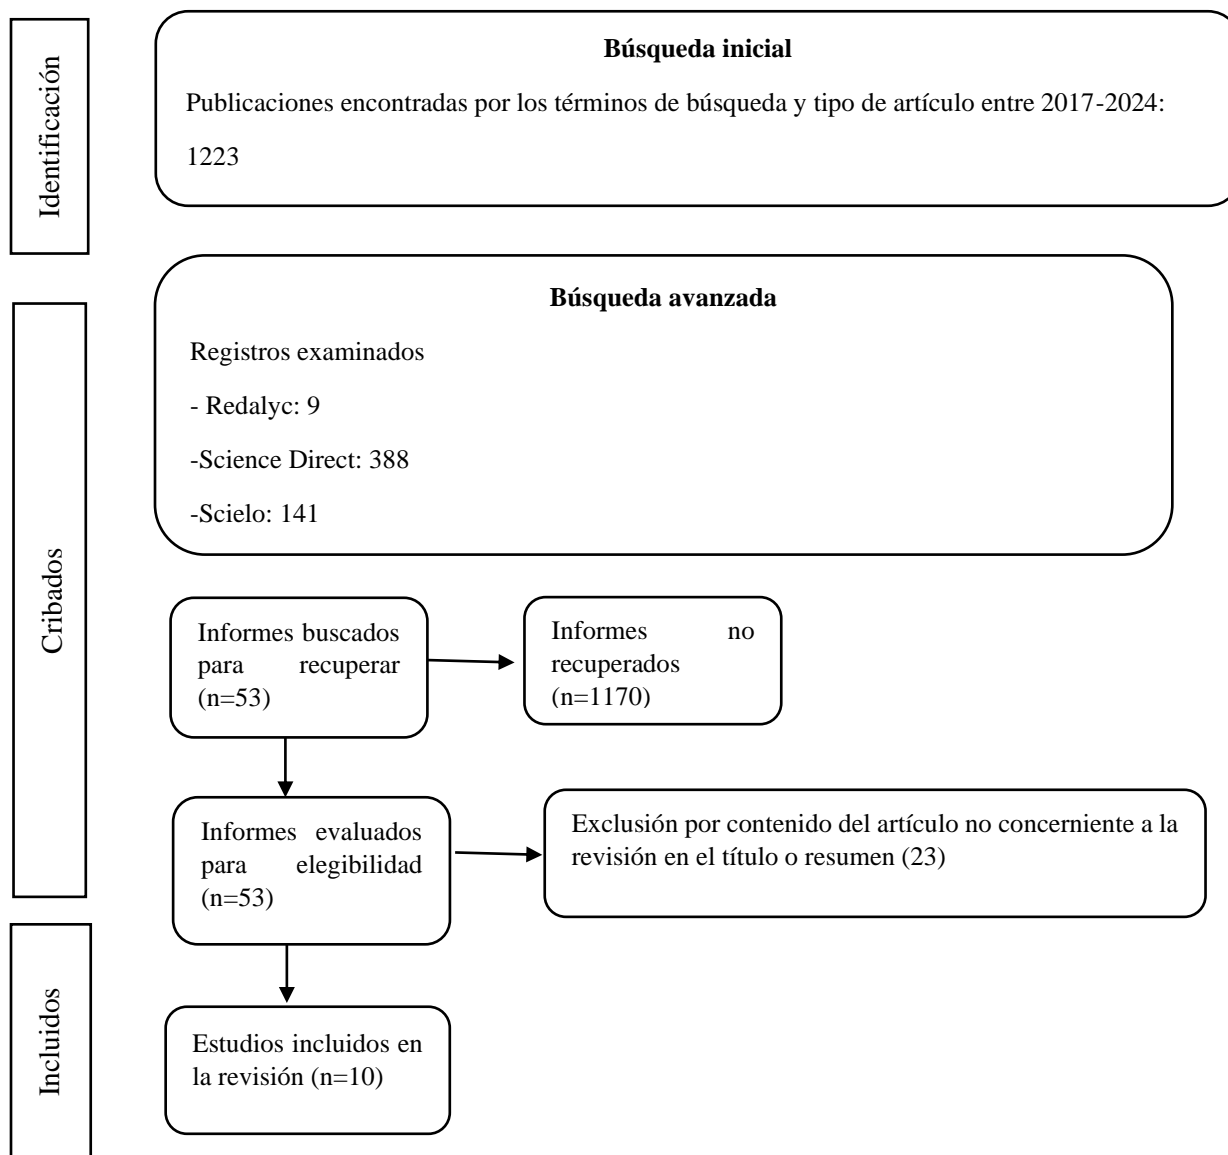 Identificación
Búsqueda inicial
Publicaciones encontradas por los términos de búsqueda y tipo de artículo entre 2017-2024:
1223
Cribados
Búsqueda avanzada
Registros examinados
- Redalyc: 9
-Science Direct: 388
-Scielo: 141
Informes buscados
para recuperar
(n=53)
Informes no
recuperados
(n=1170)
Informes evaluados
para elegibilidad
(n=53)
Exclusión por contenido del artículo no concerniente a la
revisión en el título o resumen (23)
Incluidos
Estudios incluidos en
la revisión (n=10)